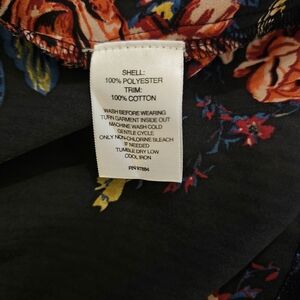 SHELL:
100% POLYESTER
TRIM:
100% COTTON
WASH BEFORE WEARING
TURN GARMENT INSIDE OUT
MACHINE WASH COLD
GENTLE CYCLE
ONLY NON-CHLORINE BLEACH
IF NEEDED
TUMBLE DRY LOW
COOL IRON